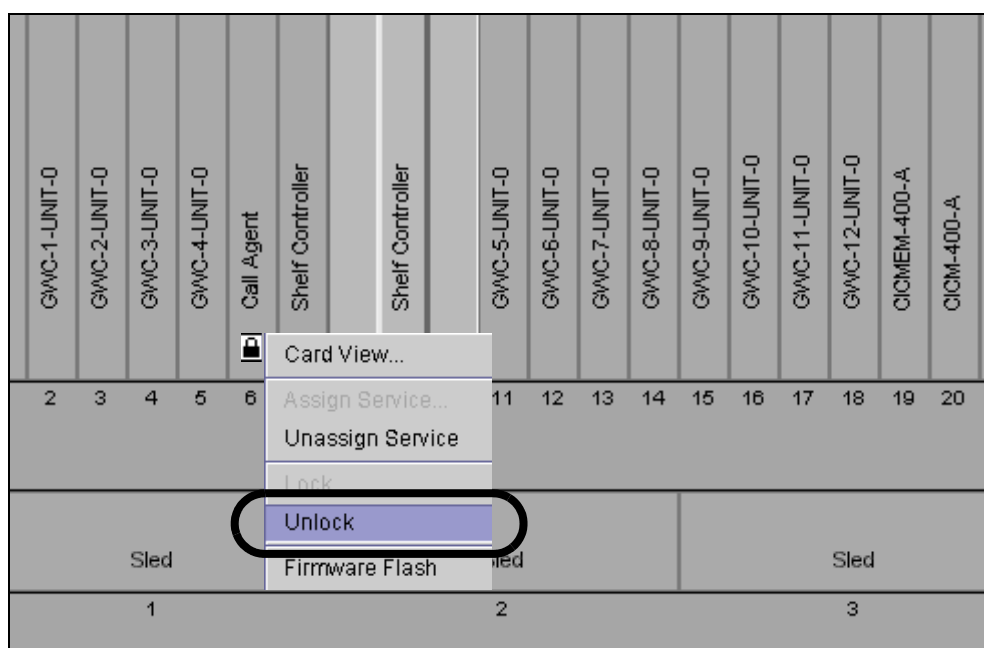 GWC-1-UNIT-0
GWC-2-UNIT-0
GWC-3-UNIT-0
GWC-4-UNIT-0
Call Agent
Shelf Controller
Shelf Controller
GWC-5-UNIT-0
GWC-6-UNIT-0
GWC-7-UNIT-0
GWC-8-UNIT-0
GWC-9-UNIT-0
GWC-10-UNIT-0
GWC-11-UNIT-0
GWC-12-UNIT-0
CICMEM-400-A
CICM-400-A
Card View...
2 3 4 5 6 11 12 13 14 15 16 17 18 19 20
Assign Service...
Unassign Service
Lock
Unlock
Firmware Flash
Sled Sled Sled
1 2 3